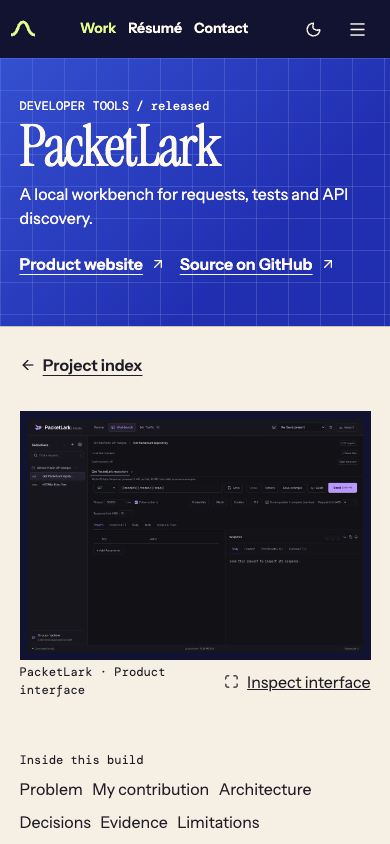 Work Résumé Contact
DEVELOPER TOOLS / released
PacketLark
A local workbench for requests, tests and API
discovery.
Product website Source on GitHub
Project index
PacketLark
PacketLark · Product
interface
Inspect interface
Inside this build
Problem My contribution Architecture
Decisions Evidence Limitations